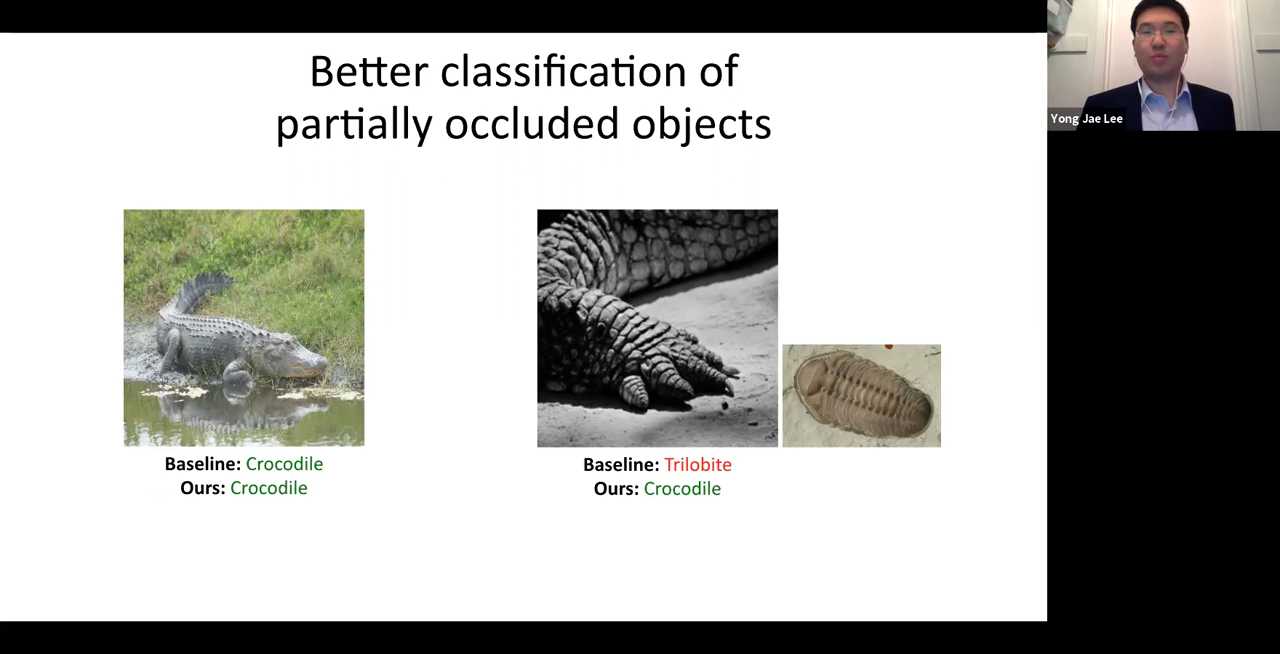 Better classification of
partially occluded objects
Yong Jae Lee
Baseline: Crocodile
Ours: Crocodile
Baseline: Trilobite
Ours: Crocodile